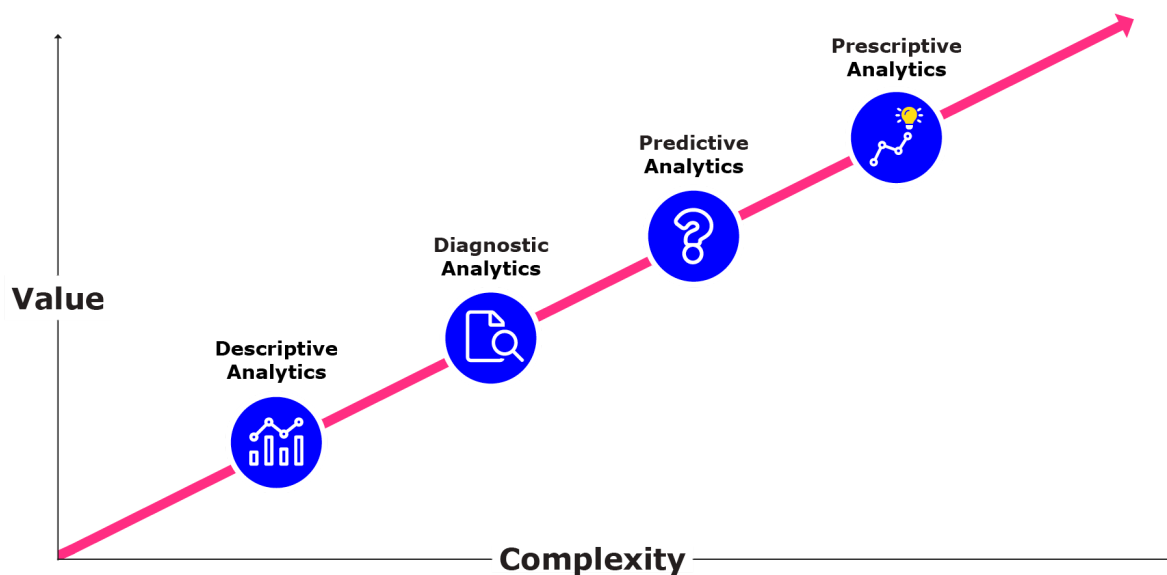 Prescriptive
Analytics
Predictive
Analytics
Diagnostic
Analytics
Value
Descriptive
Analytics
Complexity